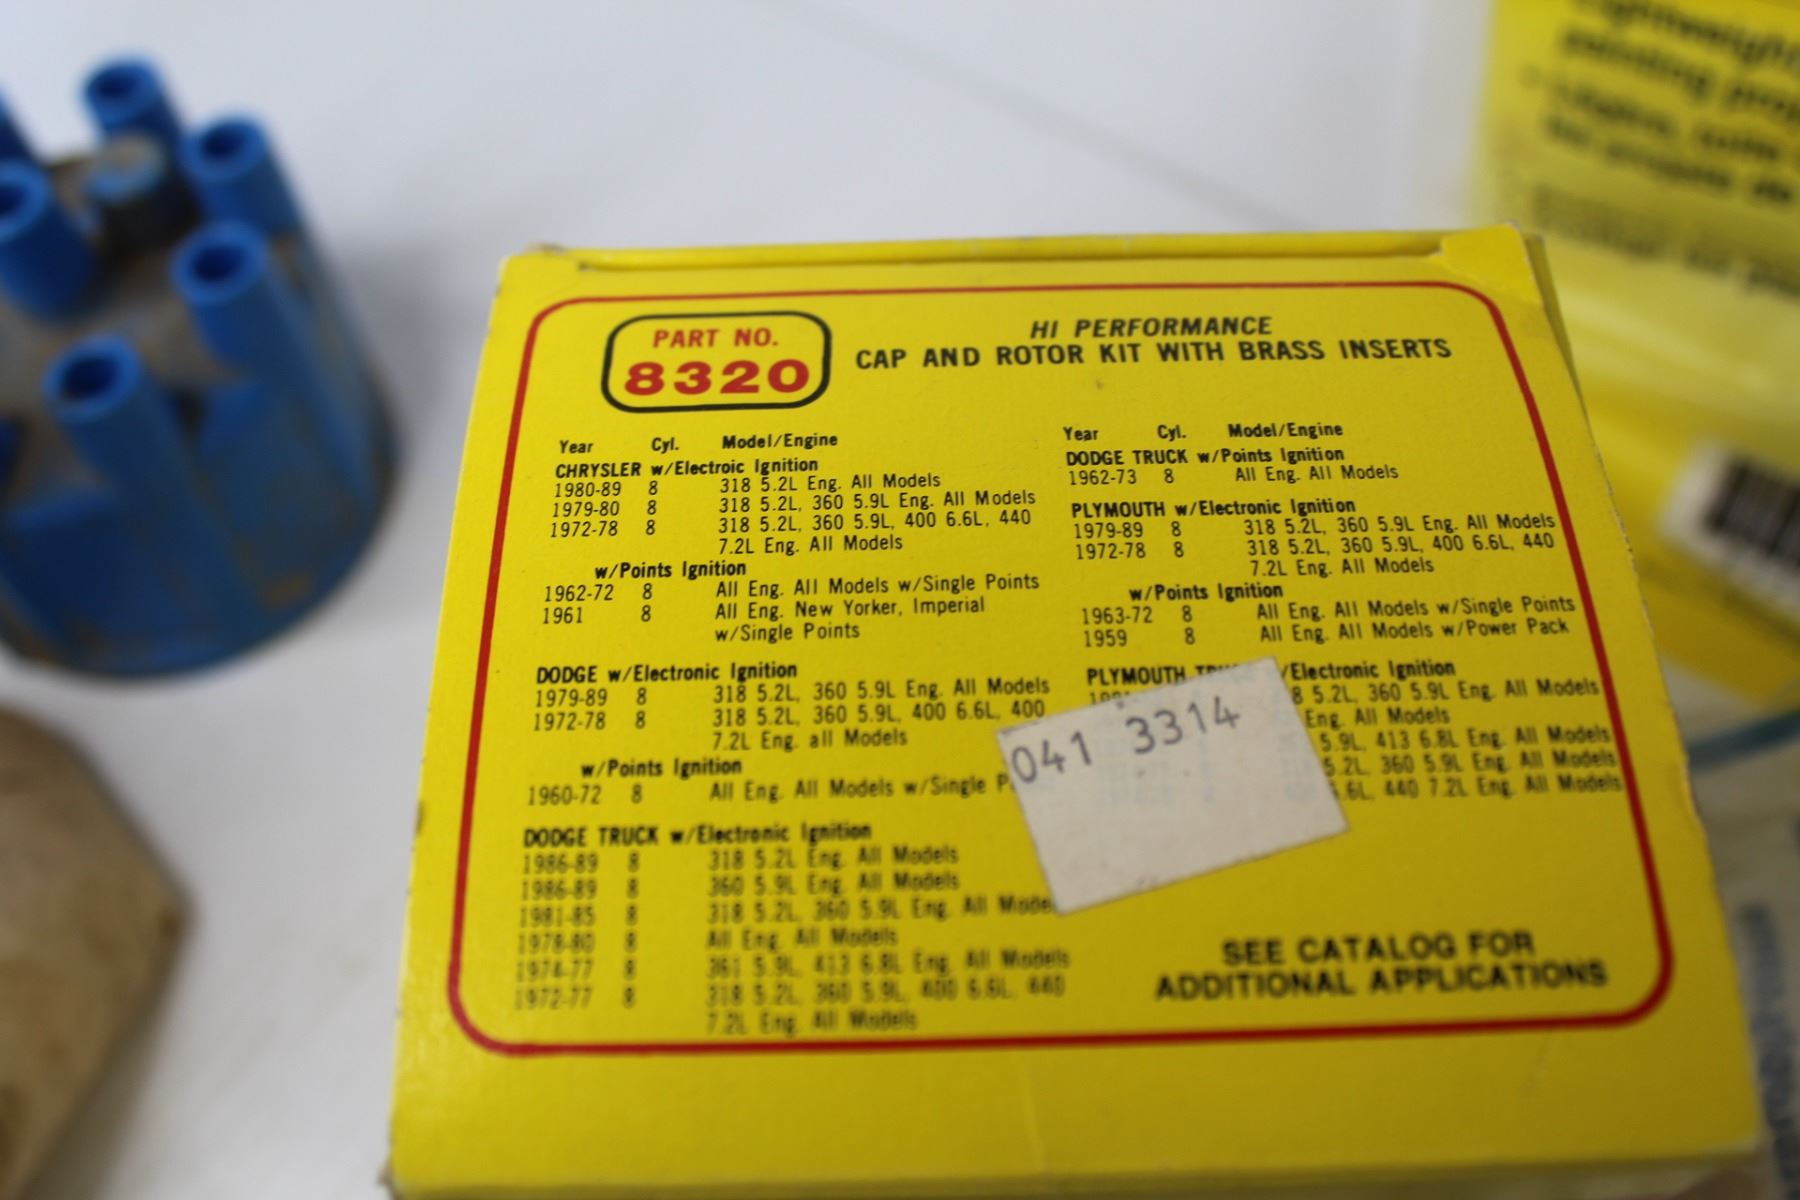 PART NO.
8320
HI PERFORMANCE
CAP AND ROTOR KIT WITH BRASS INSERTS
Year Cyl. Model/Engine
CHRYSLER w/Electroic Ignition
1980-89 8 318 5.2L Eng. All Models
1979-80 8 318 5.2L, 360 5.9L Eng. All Models
1972-78 8 318 5.2L, 360 5.9L, 400 6.6L, 440
7.2L Eng. All Models
w/Points Ignition
1962-72 8 All Eng. All Models w/Single Points
1961 8 All Eng. New Yorker, Imperial
w/Single Points
DODGE w/Electronic Ignition
1979-89 8 318 5.2L, 360 5.9L Eng. All Models
1972-78 8 318 5.2L, 360 5.9L, 400 6.6L, 400
7.2L Eng. all Models
w/Points Ignition
1960-72 8 All Eng. All Models w/Single
DODGE TRUCK w/Electronic Ignition
1986-89 8 318 5.2L Eng. All Models
1986-89 8 360 5.9L Eng. All Models
1981-85 8 318 5.2L, 360 5.9L Eng. All
1978-80 8 All Eng. All Models
1974-77 8 361 5.9L, 413 6.8L Eng. All Models
1972-77 8 318 5.2L, 360 5.9L, 400 6.6L, 440
7.2L Eng. All Models
Year Cyl. Model/Engine
DODGE TRUCK w/Points Ignition
1962-73 8 All Eng. All Models
PLYMOUTH w/Electronic Ignition
1979-89 8 318 5.2L, 360 5.9L Eng. All Models
1972-78 8 318 5.2L, 360 5.9L, 400 6.6L, 440
7.2L Eng. All Models
w/Points Ignition
1963-72 8 All Eng. All Models w/Single Points
1959 8 All Eng. All Models w/Power Pack
PLYMOUTH /Electronic Ignition
5.2L, 360 5.9L Eng. All Models
Eng. All Models
5.9L, 413 6.8L Eng. All Models
5.2L, 360 5.9L Eng. All Models
440 7.2L Eng. All Models
041 3314
SEE CATALOG FOR
ADDITIONAL APPLICATIONS